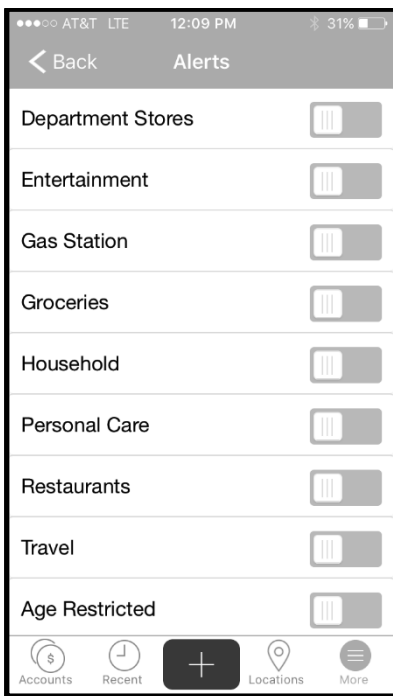 AT&T LTE 12:09 PM 31%
Back Alerts
Department Stores
Entertainment
Gas Station
Groceries
Household
Personal Care
Restaurants
Travel
Age Restricted
$
+
Accounts Recent Locations More